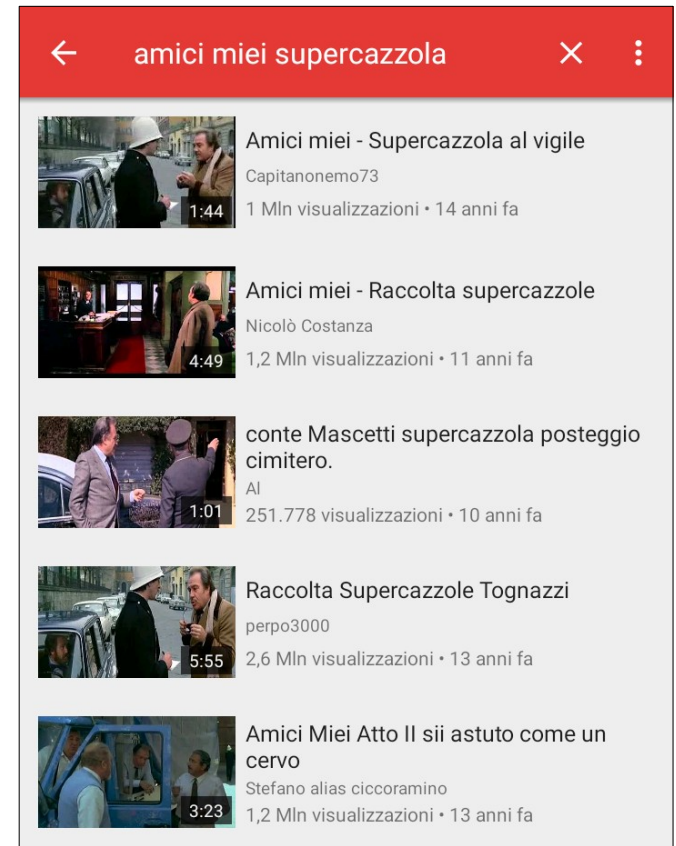 amici miei supercazzola
Amici miei - Supercazzola al vigile
Capitanonemo73
1:44
1 Mln visualizzazioni • 14 anni fa
Amici miei - Raccolta supercazzole
Nicolò Costanza
4:49
1,2 Mln visualizzazioni • 11 anni fa
conte Mascetti supercazzola posteggio
cimitero.
Al
1:01
251.778 visualizzazioni • 10 anni fa
Raccolta Supercazzole Tognazzi
perpo3000
5:55
2,6 Mln visualizzazioni • 13 anni fa
Amici Miei Atto II sii astuto come un
cervo
Stefano alias ciccoramino
3:23
1,2 Mln visualizzazioni • 13 anni fa